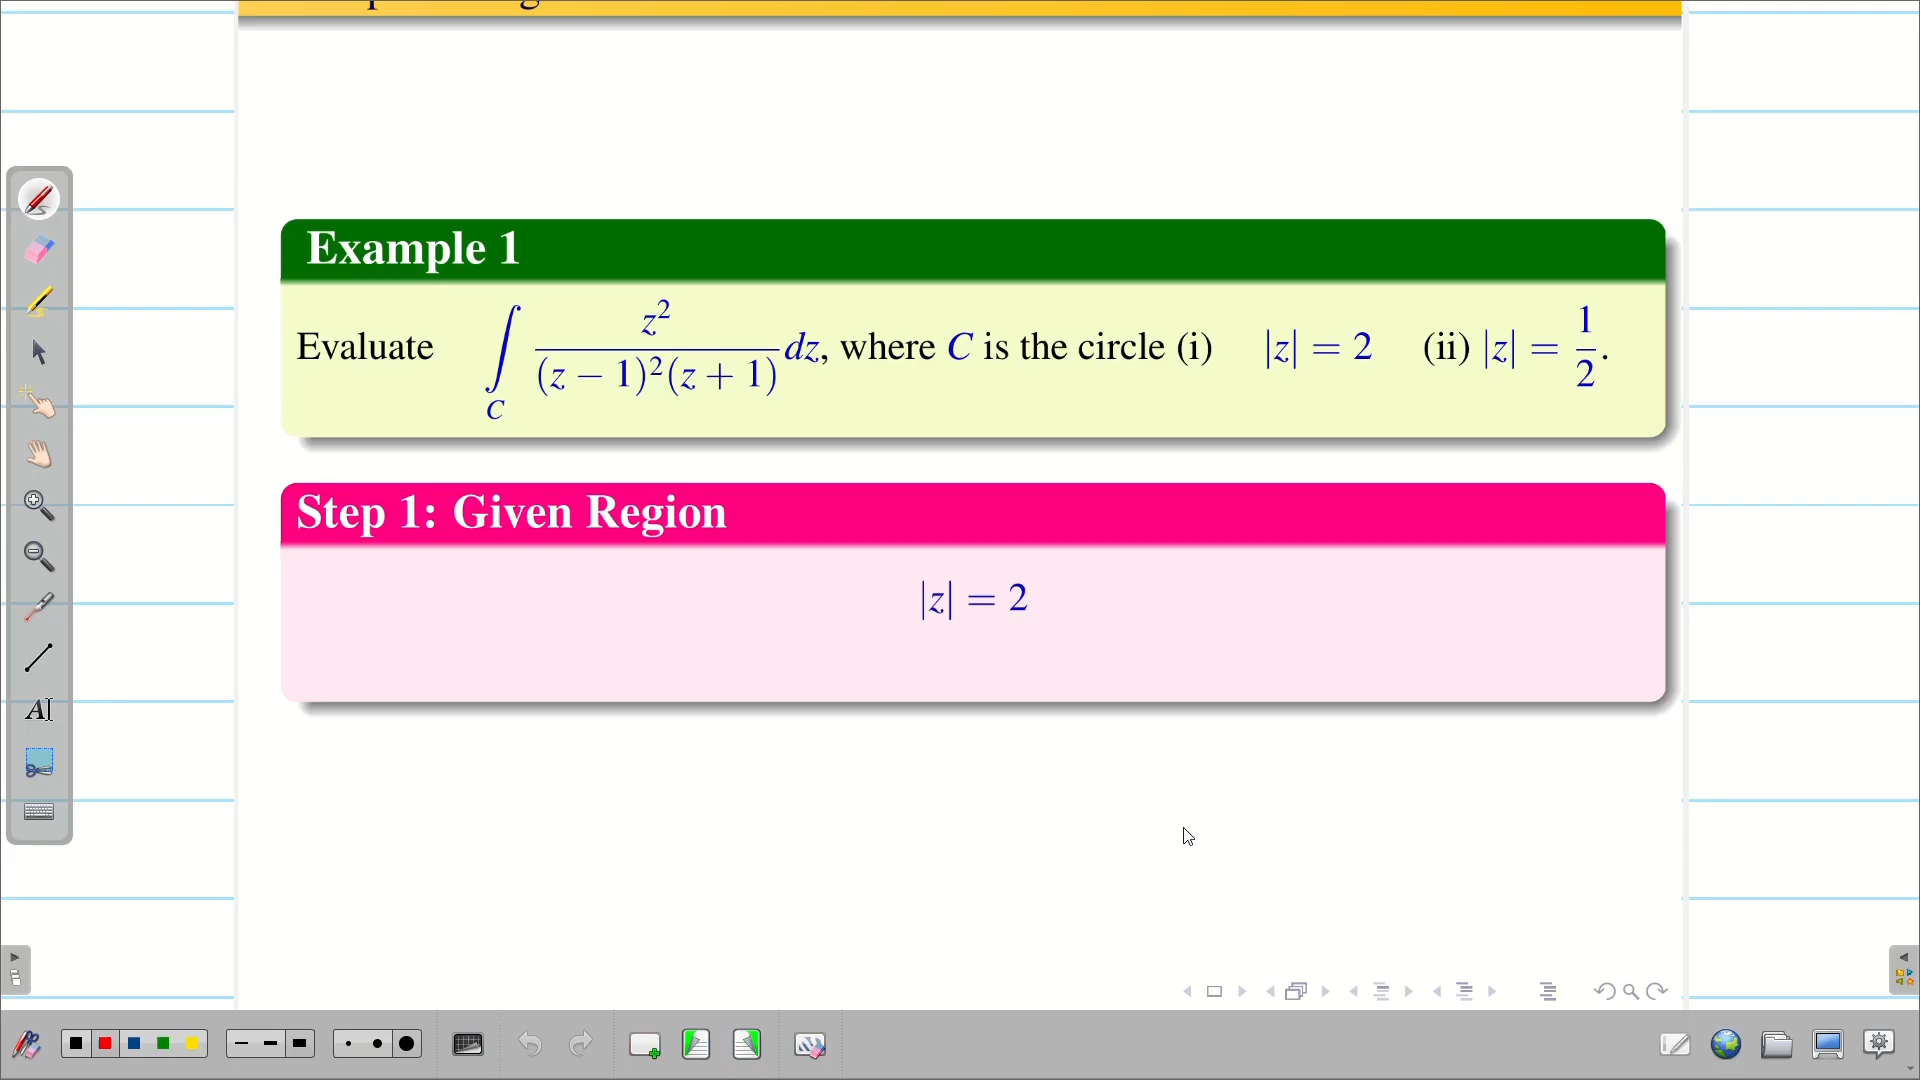 Example 1
Evaluate ∫_C z²/((z − 1)²(z + 1)) dz, where C is the circle (i) |z| = 2 (ii) |z| = 1/2.
Step 1: Given Region
|z| = 2